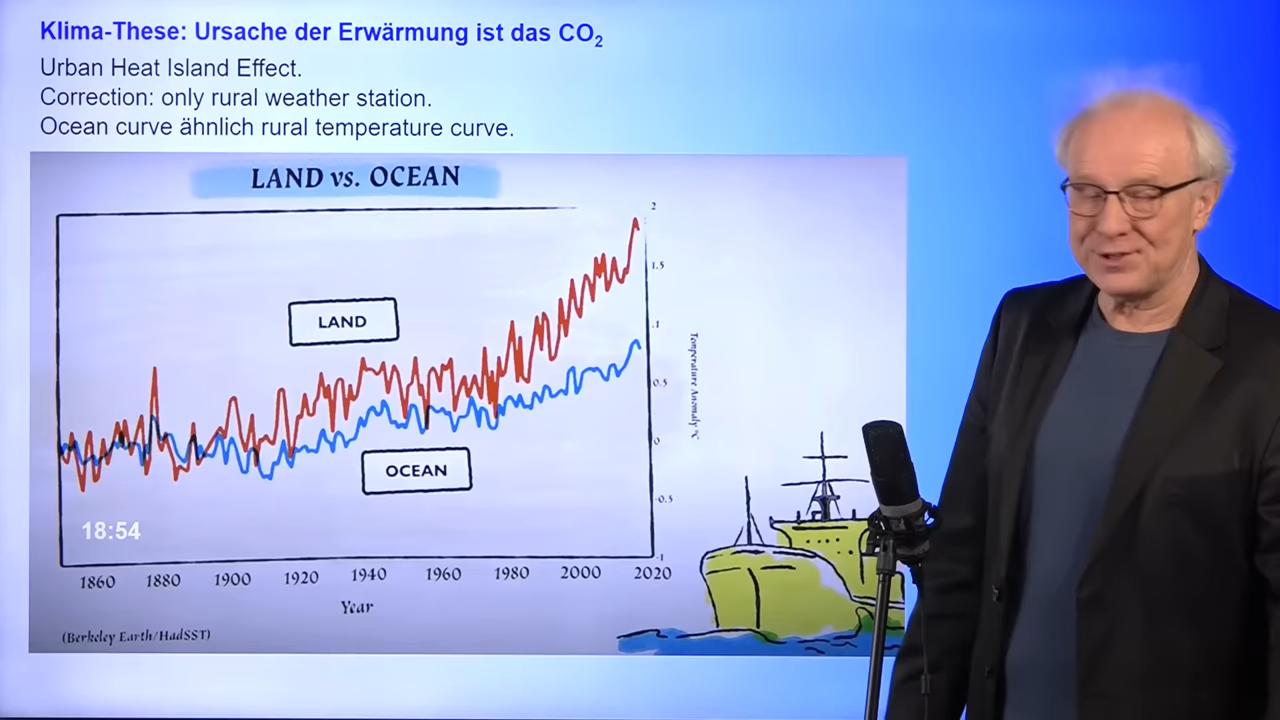 Klima-These: Ursache der Erwärmung ist das CO₂
Urban Heat Island Effect.
Correction: only rural weather station.
Ocean curve ähnlich rural temperature curve.
LAND vs. OCEAN
2
1.5
.1
0.5
0
-0.5
-1
Temperature Anomaly °C
LAND
OCEAN
18:54
1860 1880 1900 1920 1940 1960 1980 2000 2020
Year
(Berkeley Earth/HadSST)